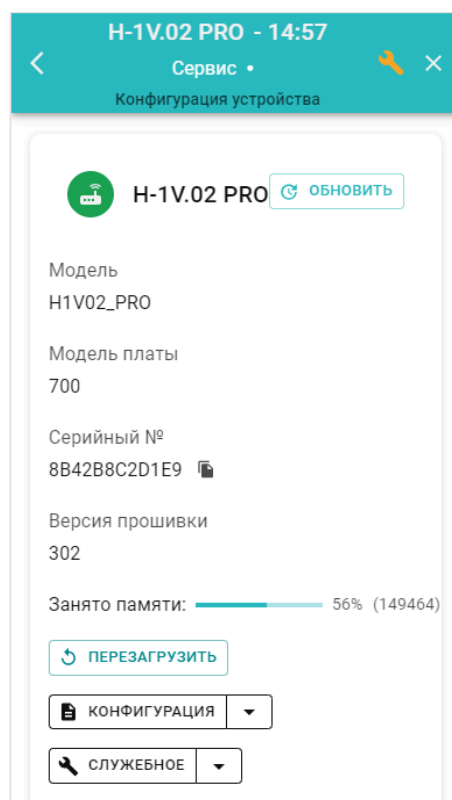 H-1V.02 PRO - 14:57
Сервис •
Конфигурация устройства
H-1V.02 PRO
ОБНОВИТЬ
Модель
H1V02_PRO
Модель платы
700
Серийный №
8B42B8C2D1E9
Версия прошивки
302
Занято памяти: 56% (149464)
ПЕРЕЗАГРУЗИТЬ
КОНФИГУРАЦИЯ
СЛУЖЕБНОЕ